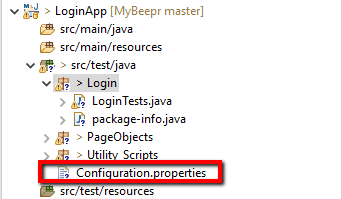 > LoginApp [MyBeepr master]
src/main/java
src/main/resources
> src/test/java
> Login
LoginTests.java
package-info.java
> PageObjects
> Utility_Scripts
Configuration.properties
src/test/resources